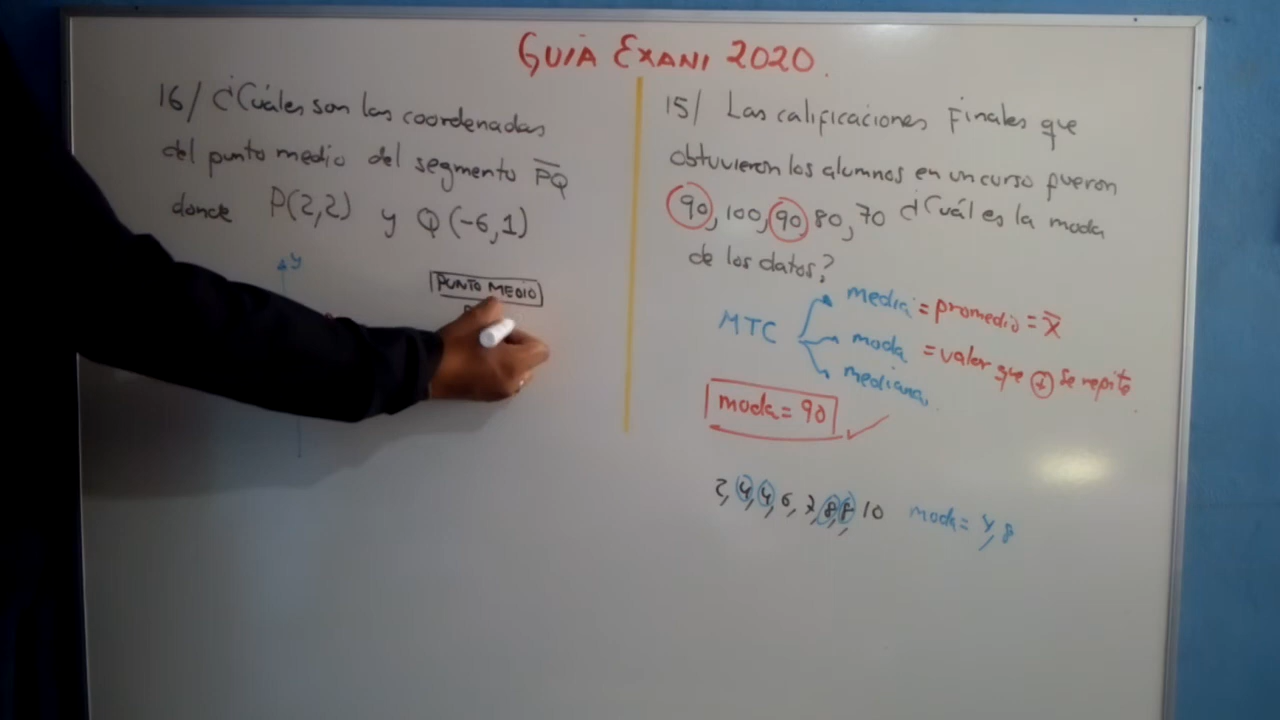 GUIA EXANI 2020.
16/ ¿Cuáles son las coordenadas
del punto medio del segmento PQ
donde P(2,2) y Q(-6,1)
y
PUNTO MEDIO
15/ Las calificaciones Finales que
obtuvieron los alumnos en un curso fueron
90, 100, 90, 80, 70 ¿Cuál es la moda
de los datos?
MTC
media = promedio = x̅
moda = valor que + se repite
mediana
moda = 90
2, 4, 4, 6, 7, 8, 8, 10 moda = 4, 8